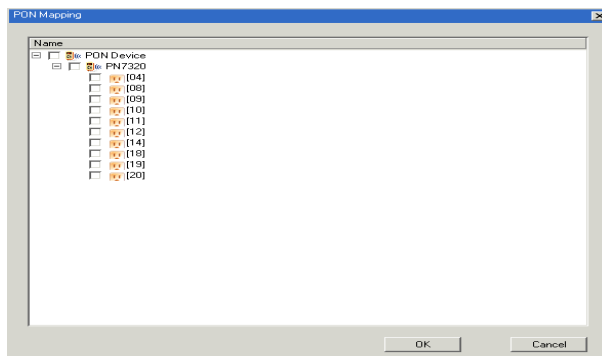 PON Mapping
Name
PON Device
PN7320
[04]
[08]
[09]
[10]
[11]
[12]
[14]
[18]
[19]
[20]
OK Cancel